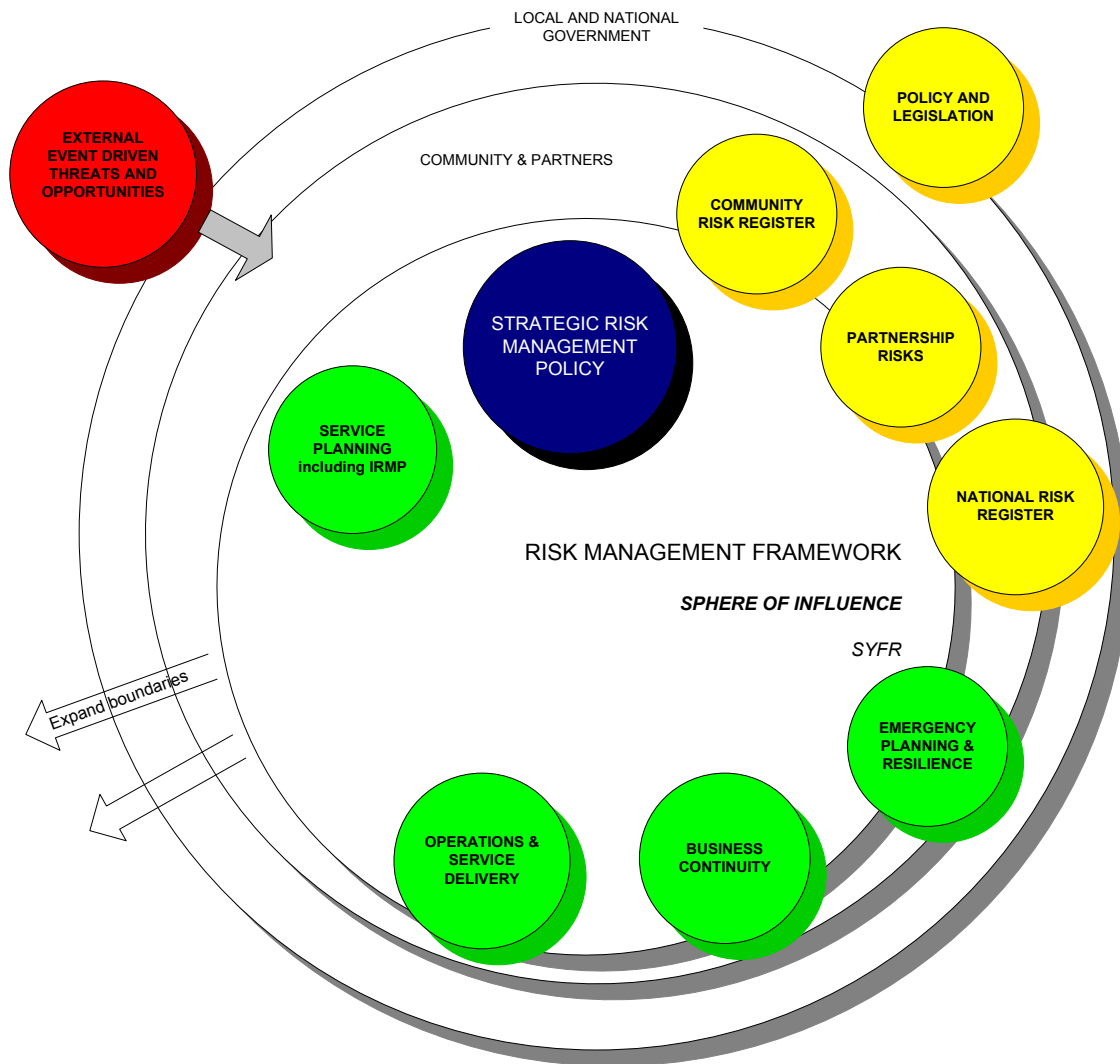 LOCAL AND NATIONAL
GOVERNMENT
POLICY AND
LEGISLATION
EXTERNAL
EVENT DRIVEN
THREATS AND
OPPORTUNITIES
COMMUNITY & PARTNERS
COMMUNITY
RISK REGISTER
STRATEGIC RISK
MANAGEMENT
POLICY
PARTNERSHIP
RISKS
SERVICE
PLANNING
including IRMP
NATIONAL RISK
REGISTER
RISK MANAGEMENT FRAMEWORK
SPHERE OF INFLUENCE
SYFR
Expand boundaries
EMERGENCY
PLANNING &
RESILIENCE
OPERATIONS &
SERVICE
DELIVERY
BUSINESS
CONTINUITY